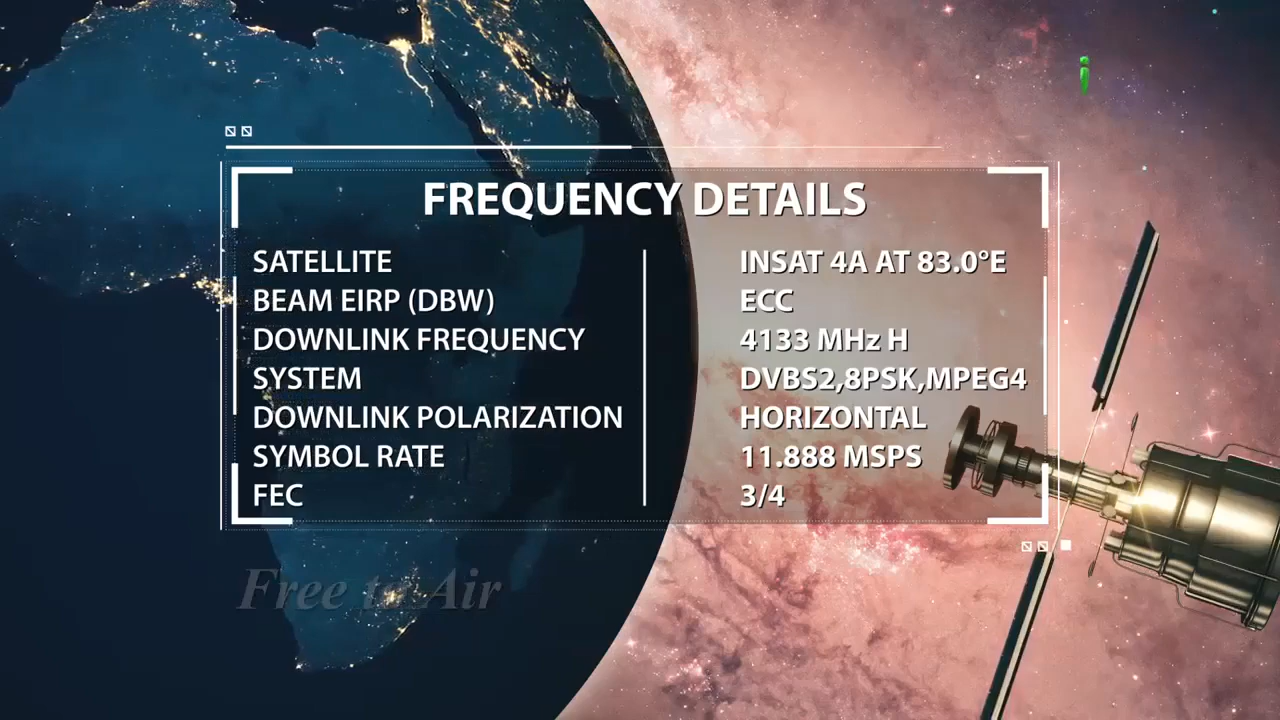 FREQUENCY DETAILS
SATELLITE INSAT 4A AT 83.0°E
BEAM EIRP (DBW) ECC
DOWNLINK FREQUENCY 4133 MHz H
SYSTEM DVBS2,8PSK,MPEG4
DOWNLINK POLARIZATION HORIZONTAL
SYMBOL RATE 11.888 MSPS
FEC 3/4
Free to Air